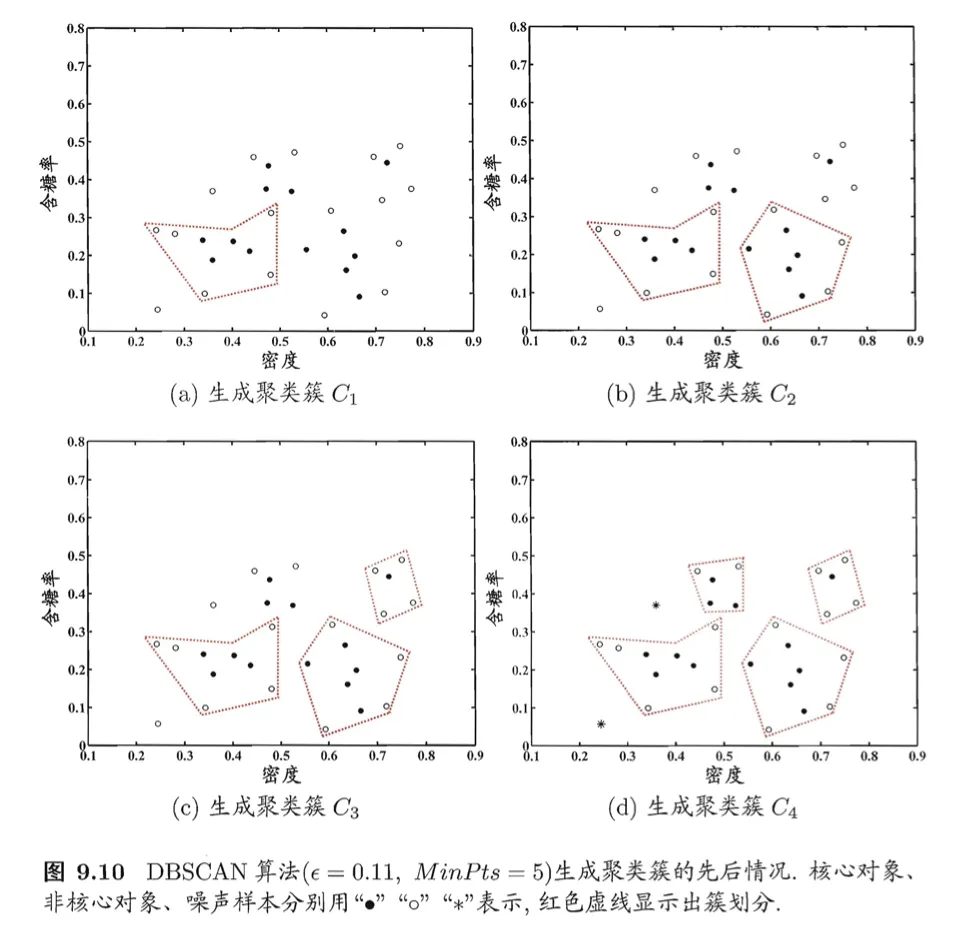 0.8
0.7
0.6
0.5
0.4
0.3
0.2
0.1
0
含糖率
0.1 0.2 0.3 0.4 0.5 0.6 0.7 0.8 0.9
密度
(a) 生成聚类簇 C₁
0.8
0.7
0.6
0.5
0.4
0.3
0.2
0.1
0
含糖率
0.1 0.2 0.3 0.4 0.5 0.6 0.7 0.8 0.9
密度
(b) 生成聚类簇 C₂
0.8
0.7
0.6
0.5
0.4
0.3
0.2
0.1
0
含糖率
0.1 0.2 0.3 0.4 0.5 0.6 0.7 0.8 0.9
密度
(c) 生成聚类簇 C₃
0.8
0.7
0.6
0.5
0.4
0.3
0.2
0.1
0
含糖率
0.1 0.2 0.3 0.4 0.5 0.6 0.7 0.8 0.9
密度
(d) 生成聚类簇 C₄
图 9.10 DBSCAN 算法(ϵ = 0.11, MinPts = 5)生成聚类簇的先后情况. 核心对象、
非核心对象、噪声样本分别用“●” “○” “*”表示, 红色虚线显示出簇划分.